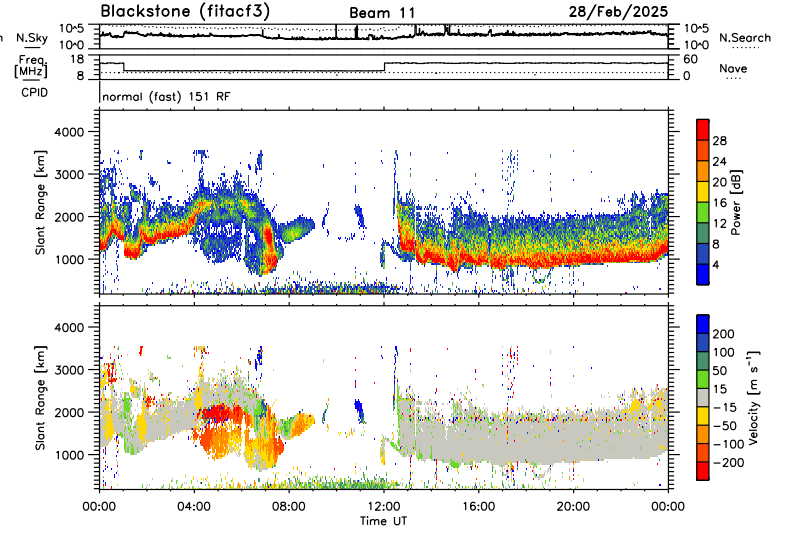 Blackstone (fitacf3) Beam 11 28/Feb/2025
n N.Sky 10^5 10^0 10^5 10^0 N.Search
Freq. [MHz] 18 8 60 0 Nave
CPID normal (fast) 151 RF
Slant Range [km] 4000 3000 2000 1000
Power [dB] 28 24 20 16 12 8 4
Slant Range [km] 4000 3000 2000 1000
Velocity [m s⁻¹] 200 100 50 15 −15 −50 −100 −200
00:00 04:00 08:00 12:00 16:00 20:00 00:00
Time UT